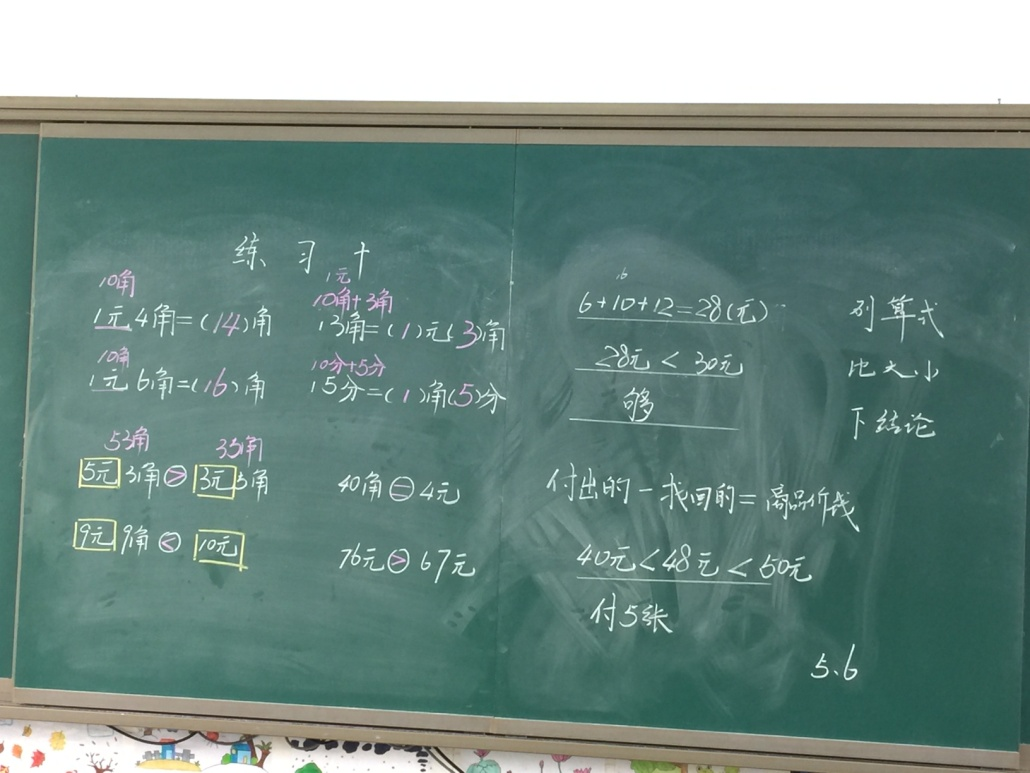 练习十
10角
1元4角=(14)角
10角
1元6角=(16)角
1元
10角+3角
13角=(1)元(3)角
10分+5分
15分=(1)角(5)分
53角 35角
5元3角>3元5角
9元9角<10元
40角=4元
76元>67元
16
6+10+12=28(元)
28元<30元
够
列算式
比大小
下结论
付出的-找回的=商品价钱
40元<48元<50元
付5张
5.6